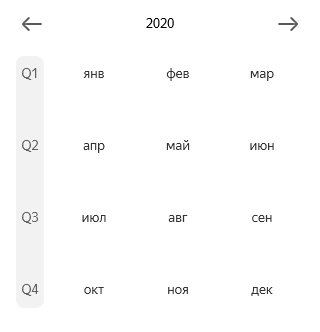 2020
Q1 янв фев мар
Q2 апр май июн
Q3 июл авг сен
Q4 окт ноя дек